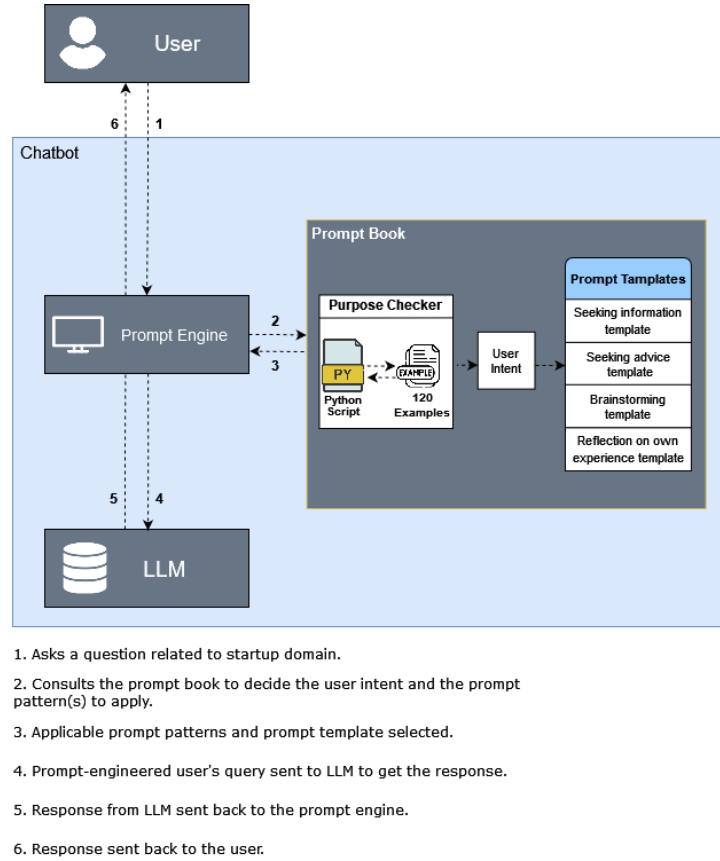 User
6
1
Chatbot
Prompt Book
Prompt Engine
2
3
Purpose Checker
PY
EXAMPLE
Python
Script
120
Examples
User
Intent
Prompt Tamplates
Seeking information
template
Seeking advice
template
Brainstorming
template
Reflection on own
experience template
5
4
LLM
1. Asks a question related to startup domain.
2. Consults the prompt book to decide the user intent and the prompt
pattern(s) to apply.
3. Applicable prompt patterns and prompt template selected.
4. Prompt-engineered user's query sent to LLM to get the response.
5. Response from LLM sent back to the prompt engine.
6. Response sent back to the user.